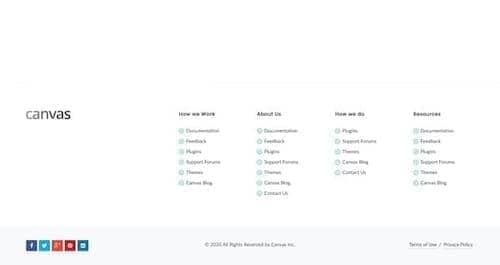 canvas
How we Work
Documentation
Feedback
Plugins
Support Forums
Themes
Canvas Blog
About Us
Documentation
Feedback
Plugins
Support Forums
Themes
Canvas Blog
Contact Us
How we do
Plugins
Support Forums
Themes
Canvas Blog
Contact Us
Resources
Documentation
Feedback
Plugins
Support Forums
Themes
Canvas Blog
© 2020 All Rights Reserved by Canvas Inc.
Terms of Use / Privacy Policy